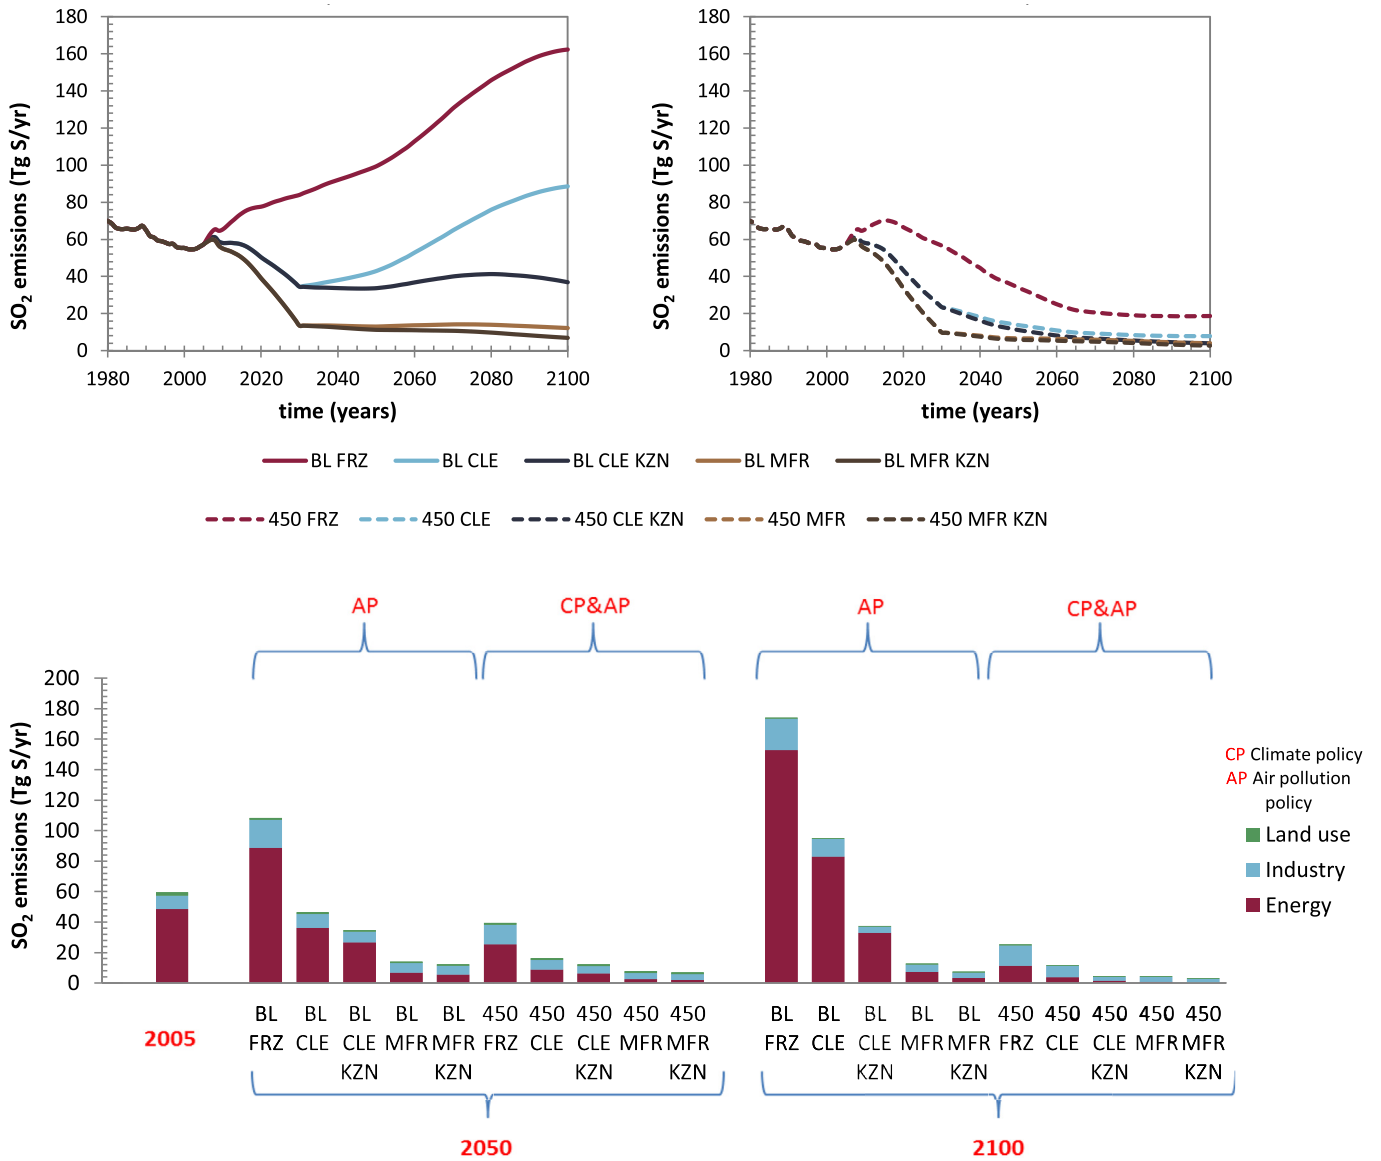 180
160
140
120
100
80
60
40
20
0
SO2 emissions (Tg S/yr)
1980 2000 2020 2040 2060 2080 2100
time (years)
180
160
140
120
100
80
60
40
20
0
SO2 emissions (Tg S/yr)
1980 2000 2020 2040 2060 2080 2100
time (years)
BL FRZ BL CLE BL CLE KZN BL MFR BL MFR KZN
450 FRZ 450 CLE 450 CLE KZN 450 MFR 450 MFR KZN
AP CP&AP AP CP&AP
200
180
160
140
120
100
80
60
40
20
0
SO2 emissions (Tg S/yr)
CP Climate policy
AP Air pollution
policy
Land use
Industry
Energy
BL BL BL BL BL 450 450 450 450 450 BL BL BL BL BL 450 450 450 450 450
FRZ CLE CLE MFR MFR FRZ CLE CLE MFR MFR FRZ CLE CLE MFR MFR FRZ CLE CLE MFR MFR
KZN KZN KZN KZN KZN KZN KZN KZN
2005
2050 2100